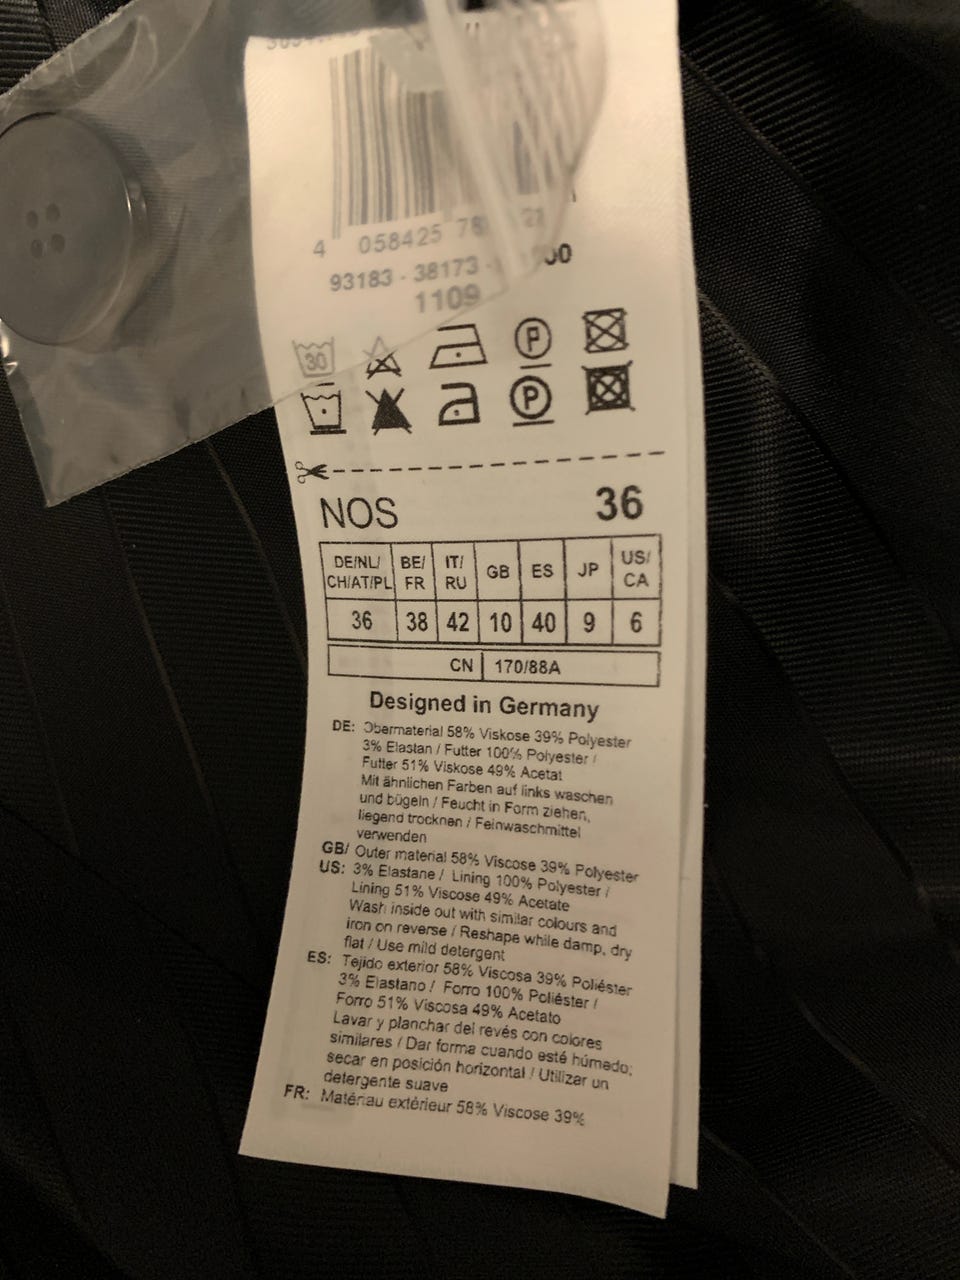 4 058425 78 21
93183 - 38173 -
1109
30
P
P
NOS 36
DE/NL/ CH/AT/PL BE/ FR IT/ RU GB ES JP US/ CA
36 38 42 10 40 9 6
CN 170/88A
Designed in Germany
DE: Obermaterial 58% Viskose 39% Polyester
3% Elastan / Futter 100% Polyester /
Futter 51% Viskose 49% Acetat
Mit ähnlichen Farben auf links waschen
und bügeln / Feucht in Form ziehen,
liegend trocknen / Feinwaschmittel
verwenden
GB/ Outer material 58% Viscose 39% Polyester
US: 3% Elastane / Lining 100% Polyester /
Lining 51% Viscose 49% Acetate
Wash inside out with similar colours and
iron on reverse / Reshape while damp, dry
flat / Use mild detergent
ES: Tejido exterior 58% Viscosa 39% Poliéster
3% Elastano / Forro 100% Poliéster /
Forro 51% Viscosa 49% Acetato
Lavar y planchar del revés con colores
similares / Dar forma cuando esté húmedo;
secar en posición horizontal / Utilizar un
detergente suave
FR: Matériau extérieur 58% Viscose 39%